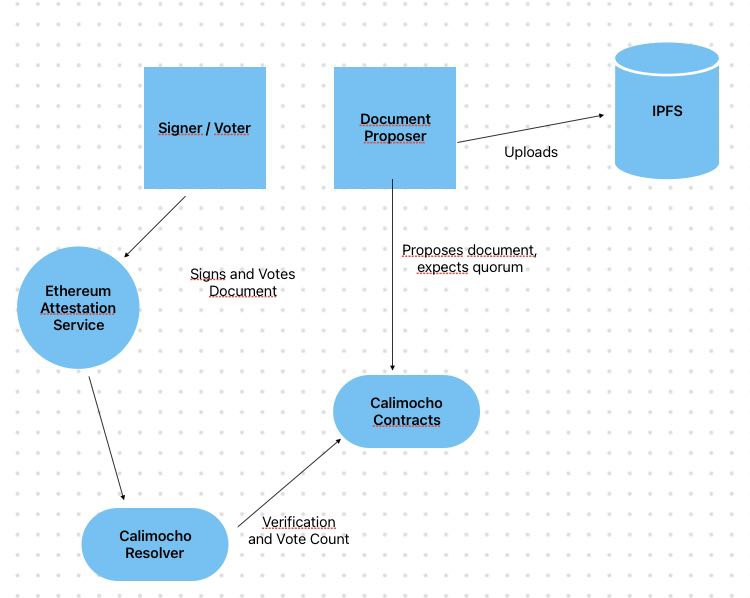 Signer / Voter
Document
Proposer
IPFS
Uploads
Proposes document,
expects quorum
Signs and Votes
Document
Ethereum
Attestation
Service
Calimocho
Contracts
Verification
and Vote Count
Calimocho
Resolver